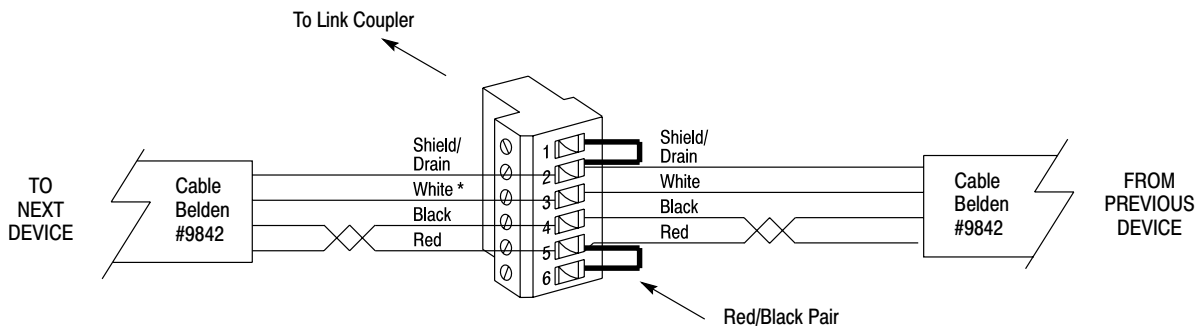 To Link Coupler
TO
NEXT
DEVICE
Cable
Belden
#9842
Shield/
Drain
White *
Black
Red
1
2
3
4
5
6
Shield/
Drain
White
Black
Red
Cable
Belden
#9842
FROM
PREVIOUS
DEVICE
Red/Black Pair